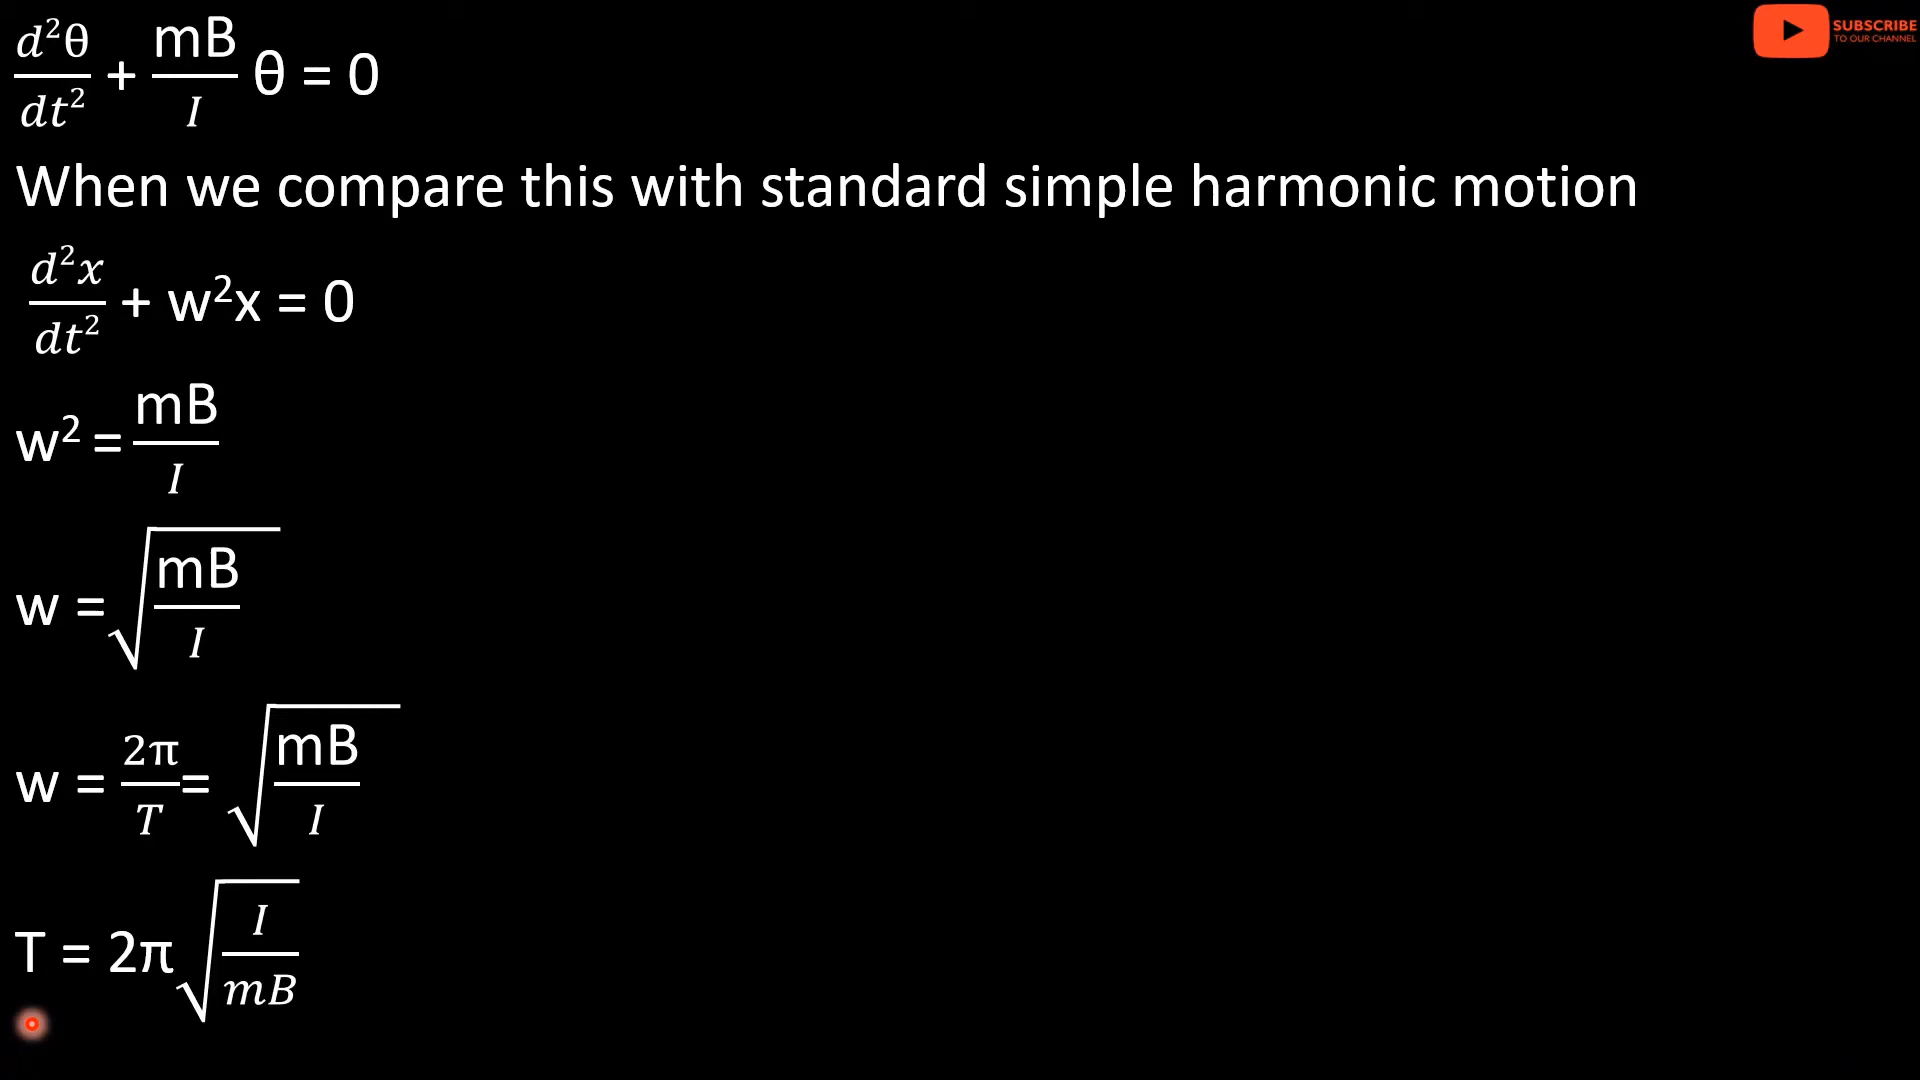 d²θ/dt² + mB/I θ = 0
When we compare this with standard simple harmonic motion
d²x/dt² + w²x = 0
w² = mB/I
w = √(mB/I)
w = 2π/T = √(mB/I)
T = 2π√(I/mB)
SUBSCRIBE
TO OUR CHANNEL